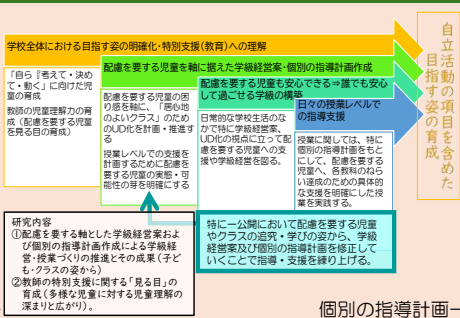 学校全体における目指す姿の明確化・特別支援(教育)への理解
「自ら『考えて・決め
て・動く」に向けた児
童の育成
教師の児童理解力の育
成（配慮を要する児童
を見る目の育成）
配慮を要する児童を軸に据えた学級経営案・個別の指導計画作成
配慮を要する児童の困
り感を軸に、「居心地
のよいクラス」のため
のUD化を計画・推進す
る
授業レベルでの支援を
計画するために配慮を
要する児童の実態・可
能性の芽を明確にする
配慮を要する児童も安心できる⇒誰でも安心
して過ごせる学級の構築
日常的な学校生活のな
かで特に学級経営案、
UD化の視点に立って配
慮を要する児童への支
援や学級経営を図る。
日々の授業レベルで
の指導支援
授業に関しては、特に
個別の指導計画をもと
にして、配慮を要する
児童へ、各教科のねら
い達成のための具体的
な支援を明確にした授
業を実践する。
自立活動の項目を含めた
目指す姿の育成
研究内容
①配慮を要する軸とした学級経営案およ
び個別の指導計画作成による学級経
営・授業づくりの推進とその成果（子ど
も・クラスの姿から）
②教師の特別支援に関する「見る目」の
育成（多様な児童に対する児童理解の
深まりと広がり）。
特に一公開において配慮を要する児童
やクラスの追究・学びの姿から、学級
経営案及び個別の指導計画を修正して
いくことで指導・支援を練り上げる。
個別の指導計画